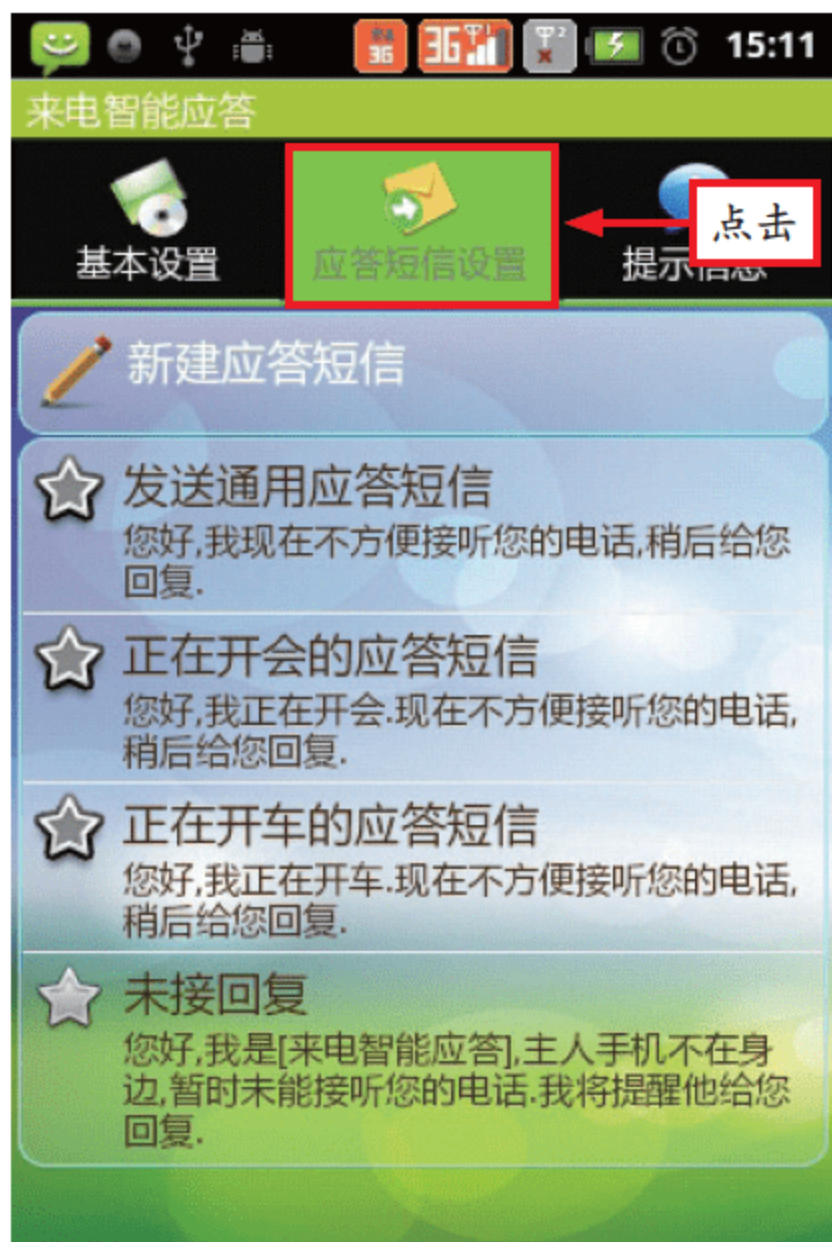 3G
3G
1
2
15:11
来电智能应答
基本设置
应答短信设置
提示信息
点击
新建应答短信
发送通用应答短信
您好,我现在不方便接听您的电话,稍后给您
回复.
正在开会的应答短信
您好,我正在开会.现在不方便接听您的电话,
稍后给您回复.
正在开车的应答短信
您好,我正在开车.现在不方便接听您的电话,
稍后给您回复.
未接回复
您好,我是[来电智能应答],主人手机不在身
边,暂时未能接听您的电话.我将提醒他给您
回复.